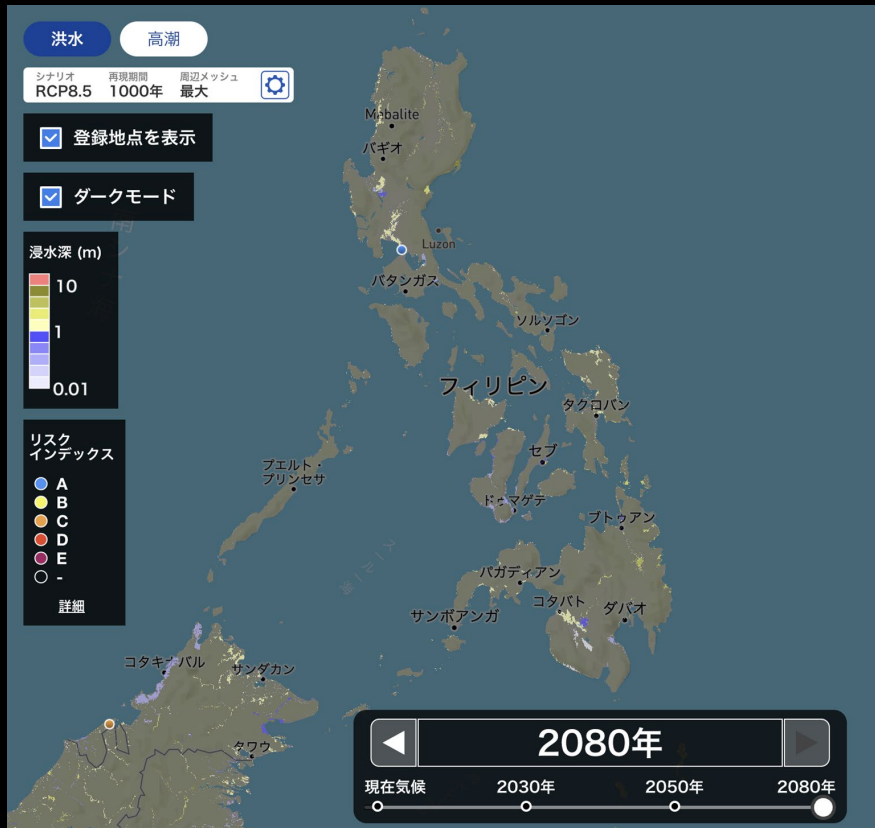 洪水
高潮
シナリオ 再現期間 周辺メッシュ
RCP8.5 1000年 最大
登録地点を表示
ダークモード
浸水深 (m)
10
1
0.01
リスク
インデックス
A
B
C
D
E
-
詳細
Mabalite
バギオ
Luzon
バタンガス
ソルソゴン
フィリピン
タクロバン
セブ
プエルト・
プリンセサ
ドゥマゲテ
ブトゥアン
スールー海
パガディアン
コタバト
ダバオ
サンボアンガ
コタキナバル
サンダカン
タワウ
2080年
現在気候 2030年 2050年 2080年